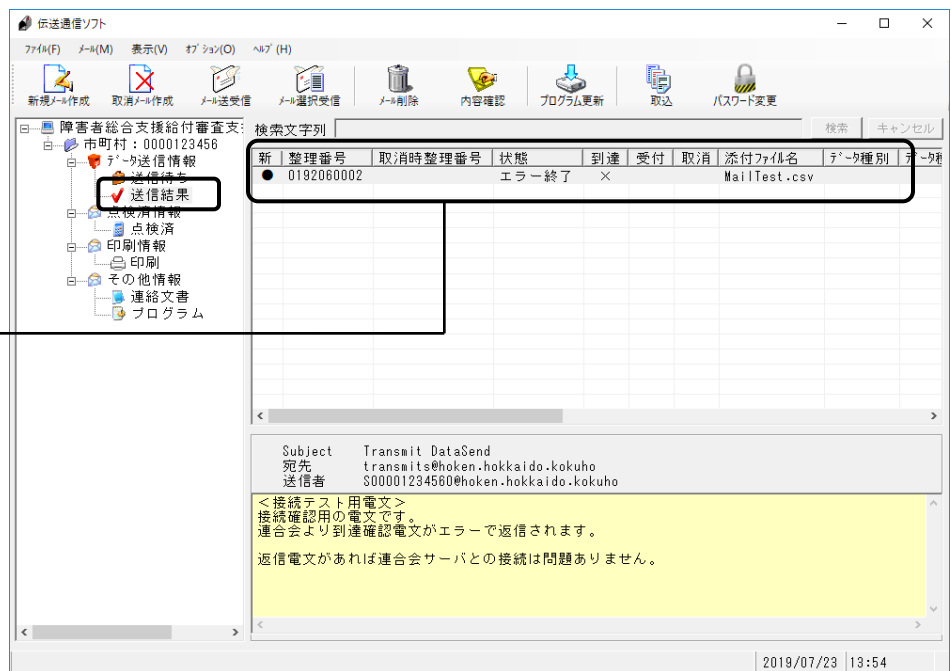 伝送通信ソフト
ﾌｧｲﾙ(F) ﾒｰﾙ(M) 表示(V) ｵﾌﾟｼｮﾝ(O) ﾍﾙﾌﾟ(H)
新規ﾒｰﾙ作成 取消ﾒｰﾙ作成 ﾒｰﾙ送受信 ﾒｰﾙ選択受信 ﾒｰﾙ削除 内容確認 ﾌﾟﾛｸﾞﾗﾑ更新 取込 ﾊﾟｽﾜｰﾄﾞ変更
障害者総合支援給付審査支
市町村：0000123456
ﾃﾞｰﾀ送信情報
送信待ち
送信結果
点検済情報
点検済
印刷情報
印刷
その他情報
連絡文書
プログラム
検索文字列 検索 キャンセル
新 整理番号 取消時整理番号 状態 到達 受付 取消 添付ﾌｧｲﾙ名 ﾃﾞｰﾀ種別 ﾃﾞｰﾀ種
● 0192060002 エラー終了 × MailTest.csv
Subject Transmit DataSend
宛先 transmits@hoken.hokkaido.kokuho
送信者 S00001234560@hoken.hokkaido.kokuho
＜接続テスト用電文＞
接続確認用の電文です。
連合会より到達確認電文がエラーで返信されます。
返信電文があれば連合会サーバとの接続は問題ありません。
2019/07/23 13:54